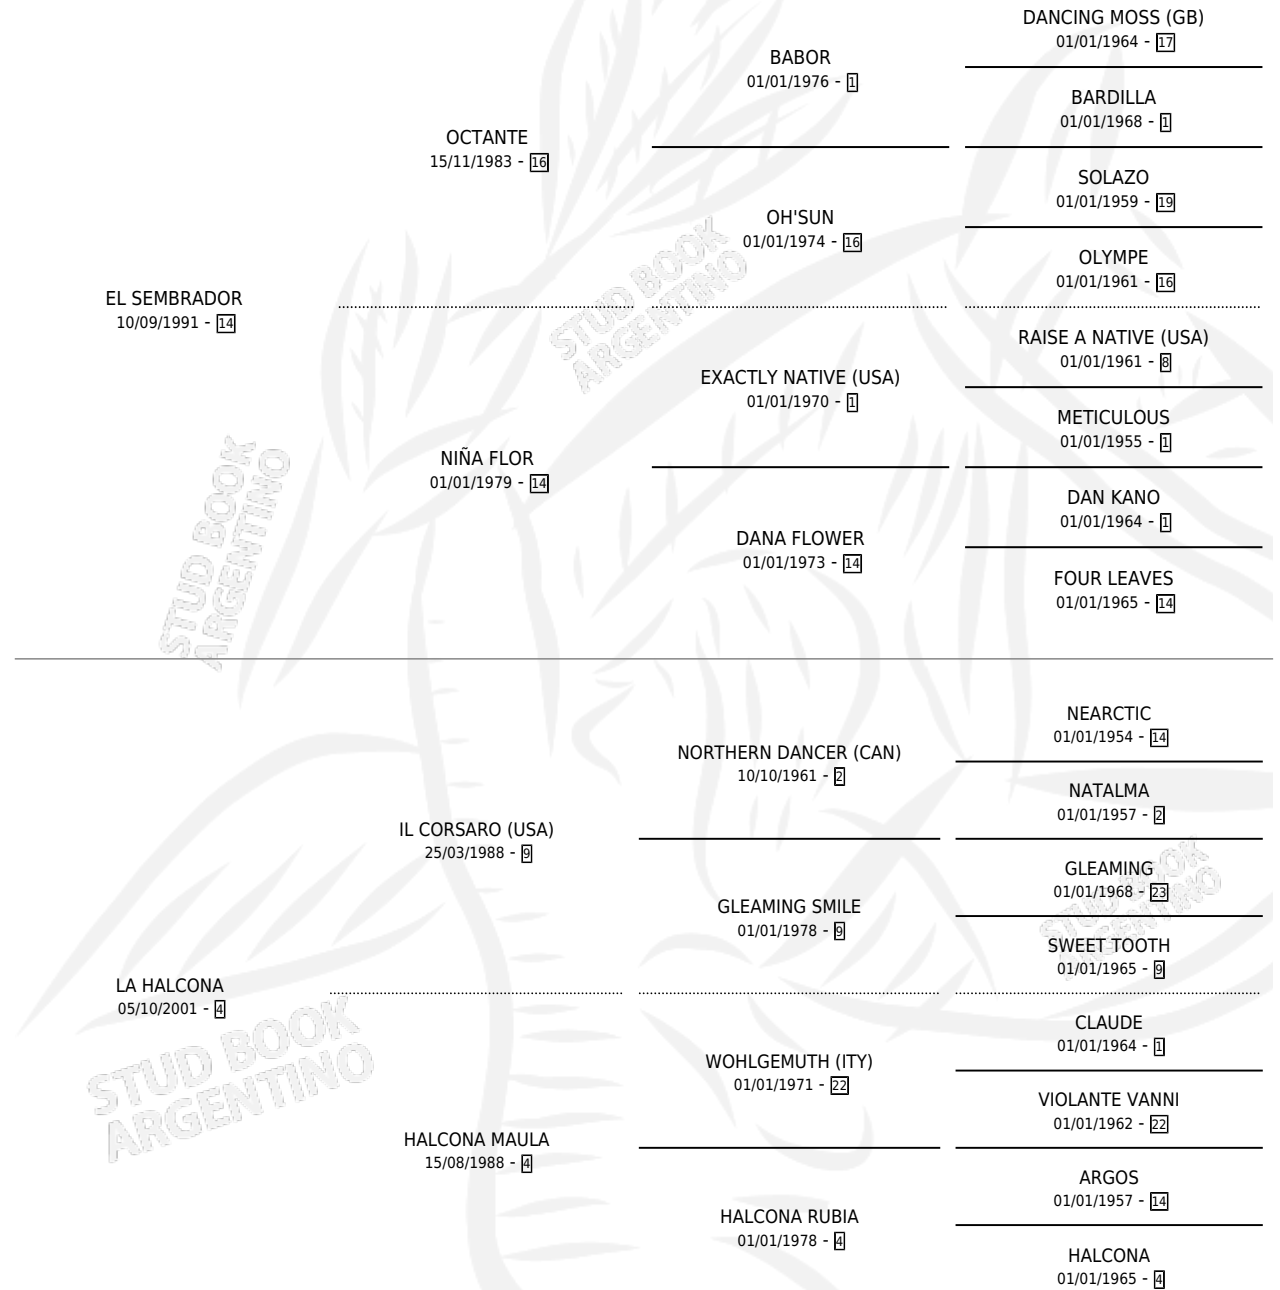 DANCING MOSS (GB)
01/01/1964 - 17
BABOR
01/01/1976 - 1
BARDILLA
01/01/1968 - 1
OCTANTE
15/11/1983 - 16
SOLAZO
01/01/1959 - 19
OH'SUN
01/01/1974 - 16
OLYMPE
01/01/1961 - 16
EL SEMBRADOR
10/09/1991 - 14
RAISE A NATIVE (USA)
01/01/1961 - 8
EXACTLY NATIVE (USA)
01/01/1970 - 1
METICULOUS
01/01/1955 - 1
NIÑA FLOR
01/01/1979 - 14
DAN KANO
01/01/1964 - 1
DANA FLOWER
01/01/1973 - 14
FOUR LEAVES
01/01/1965 - 14
STUD BOOK
ARGENTINO
STUD BOOK
ARGENTINO
NEARCTIC
01/01/1954 - 14
NORTHERN DANCER (CAN)
10/10/1961 - 2
NATALMA
01/01/1957 - 2
IL CORSARO (USA)
25/03/1988 - 9
GLEAMING
01/01/1968 - 23
GLEAMING SMILE
01/01/1978 - 9
SWEET TOOTH
01/01/1965 - 9
LA HALCONA
05/10/2001 - 4
CLAUDE
01/01/1964 - 1
WOHLGEMUTH (ITY)
01/01/1971 - 22
VIOLANTE VANNI
01/01/1962 - 22
HALCONA MAULA
15/08/1988 - 4
ARGOS
01/01/1957 - 14
HALCONA RUBIA
01/01/1978 - 4
HALCONA
01/01/1965 - 4
STUD BOOK
ARGENTINO
STUD BOOK
ARGENTINO